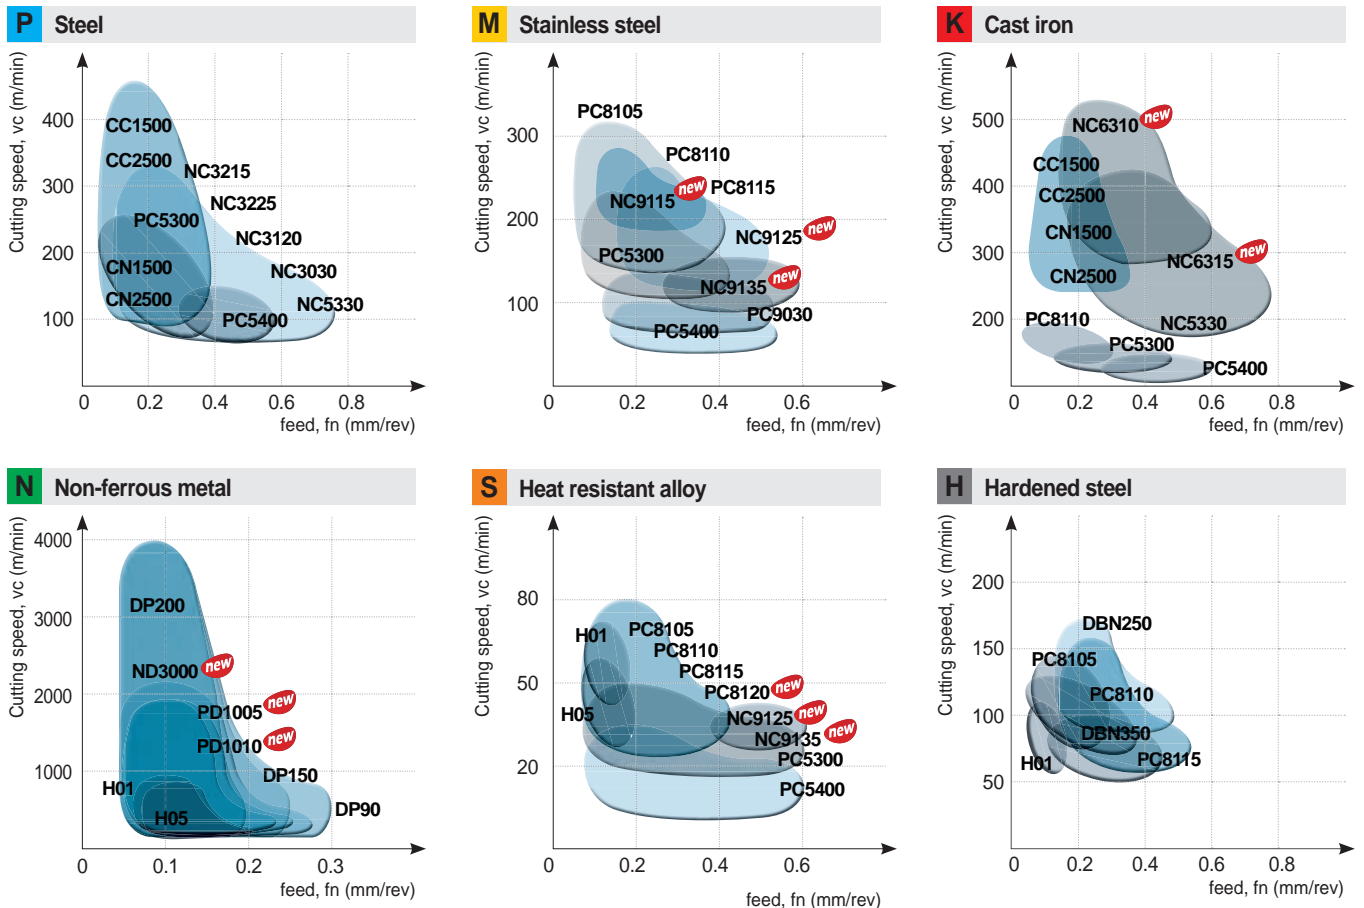 P Steel
Cutting speed, vc (m/min)
400
300
200
100
CC1500
CC2500
NC3215
NC3225
PC5300
NC3120
CN1500
NC3030
CN2500
NC5330
PC5400
0 0.2 0.4 0.6 0.8
feed, fn (mm/rev)
M Stainless steel
Cutting speed, vc (m/min)
300
200
100
PC8105
PC8110
PC8115
NC9115 new
NC9125 new
PC5300
NC9135 new
PC9030
PC5400
0 0.2 0.4 0.6
feed, fn (mm/rev)
K Cast iron
Cutting speed, vc (m/min)
500
400
300
200
NC6310 new
CC1500
CC2500
CN1500
NC6315 new
CN2500
PC8110
NC5330
PC5300
PC5400
0 0.2 0.4 0.6 0.8
feed, fn (mm/rev)
N Non-ferrous metal
Cutting speed, vc (m/min)
4000
3000
2000
1000
DP200
ND3000 new
PD1005 new
PD1010 new
DP150
H01
DP90
H05
0 0.1 0.2 0.3
feed, fn (mm/rev)
S Heat resistant alloy
Cutting speed, vc (m/min)
80
50
20
H01
PC8105
PC8110
PC8115
PC8120 new
H05
NC9125 new
NC9135 new
PC5300
PC5400
0 0.2 0.4 0.6
feed, fn (mm/rev)
H Hardened steel
Cutting speed, vc (m/min)
200
150
100
50
DBN250
PC8105
PC8110
DBN350
H01
PC8115
0 0.2 0.4 0.6 0.8
feed, fn (mm/rev)